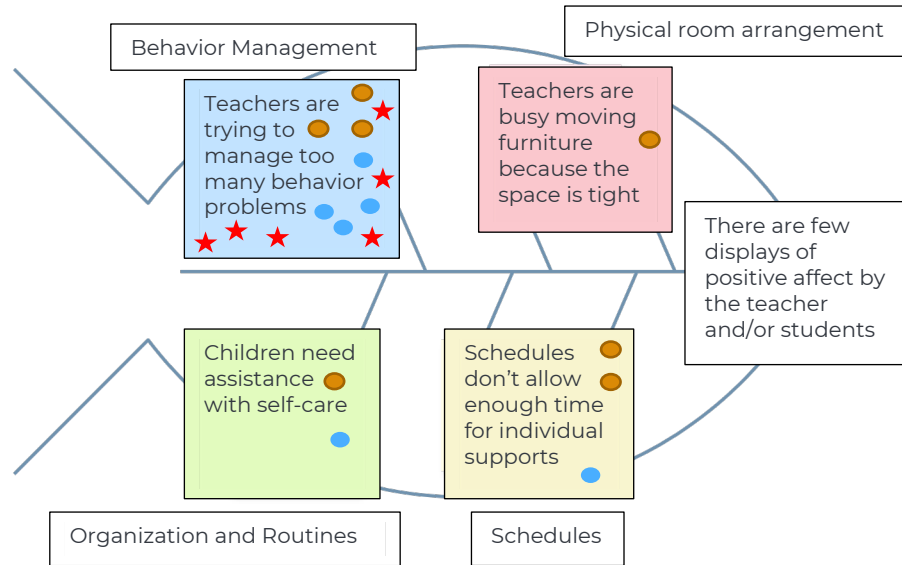 Behavior Management
Physical room arrangement
Teachers are
trying to
manage too
many behavior
problems
Teachers are
busy moving
furniture
because the
space is tight
There are few
displays of
positive affect by
the teacher
and/or students
Children need
assistance
with self-care
Schedules
don’t allow
enough time
for individual
supports
Organization and Routines
Schedules